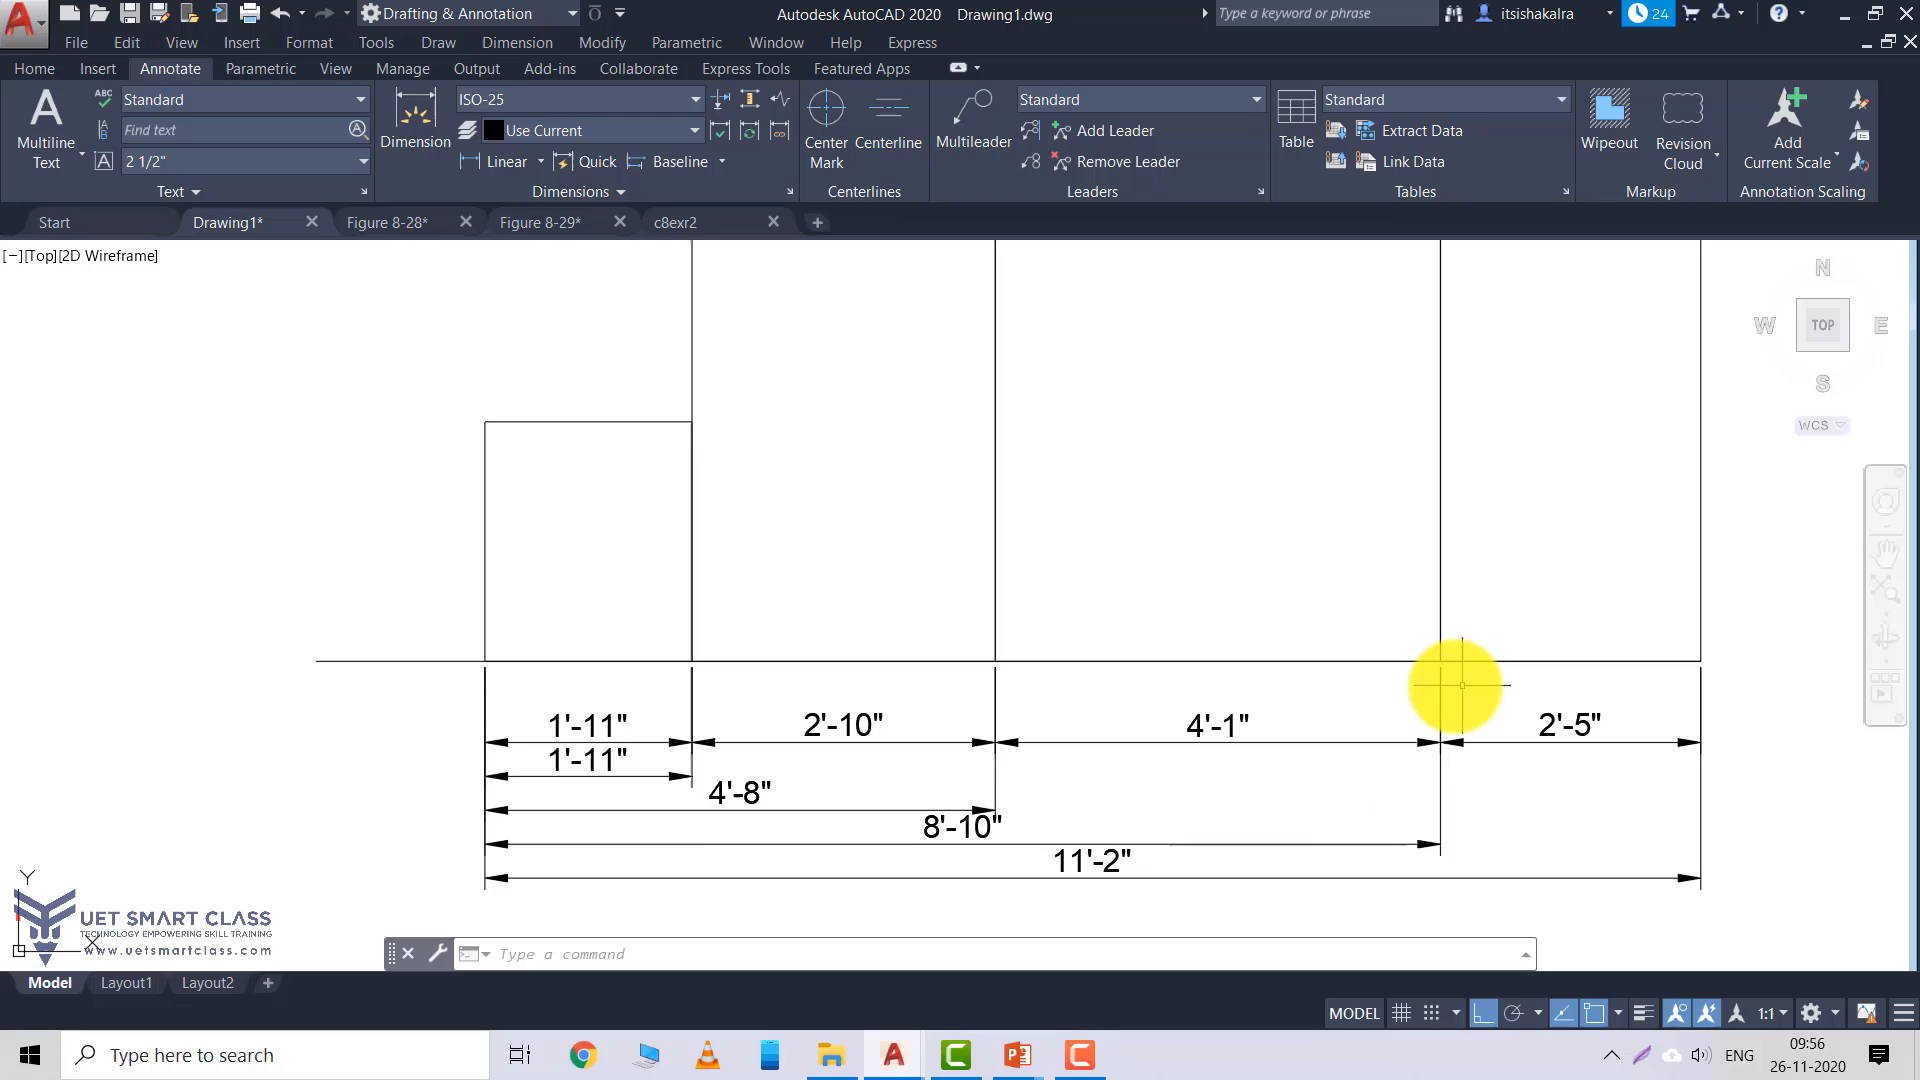 Drafting & Annotation
Autodesk AutoCAD 2020 Drawing1.dwg
Type a keyword or phrase
itsishakalra
24
File Edit View Insert Format Tools Draw Dimension Modify Parametric Window Help Express
Home Insert Annotate Parametric View Manage Output Add-ins Collaborate Express Tools Featured Apps
Multiline Text
ABC
Standard
Find text
2 1/2"
Text
Dimension
ISO-25
Use Current
Linear Quick Baseline
Dimensions
Center Mark
Centerline
Centerlines
Multileader
Standard
Add Leader
Remove Leader
Leaders
Table
Standard
Extract Data
Link Data
Tables
Wipeout
Revision Cloud
Markup
Add Current Scale
Annotation Scaling
Start Drawing1* Figure 8-28* Figure 8-29* c8exr2
[−][Top][2D Wireframe]
N
W TOP E
S
WCS
1'-11" 2'-10" 4'-1" 2'-5"
1'-11"
4'-8"
8'-10"
11'-2"
Y
X
UET SMART CLASS
TECHNOLOGY EMPOWERING SKILL TRAINING
www.uetsmartclass.com
Type a command
Model Layout1 Layout2
MODEL
1:1
Type here to search
ENG
09:56
26-11-2020